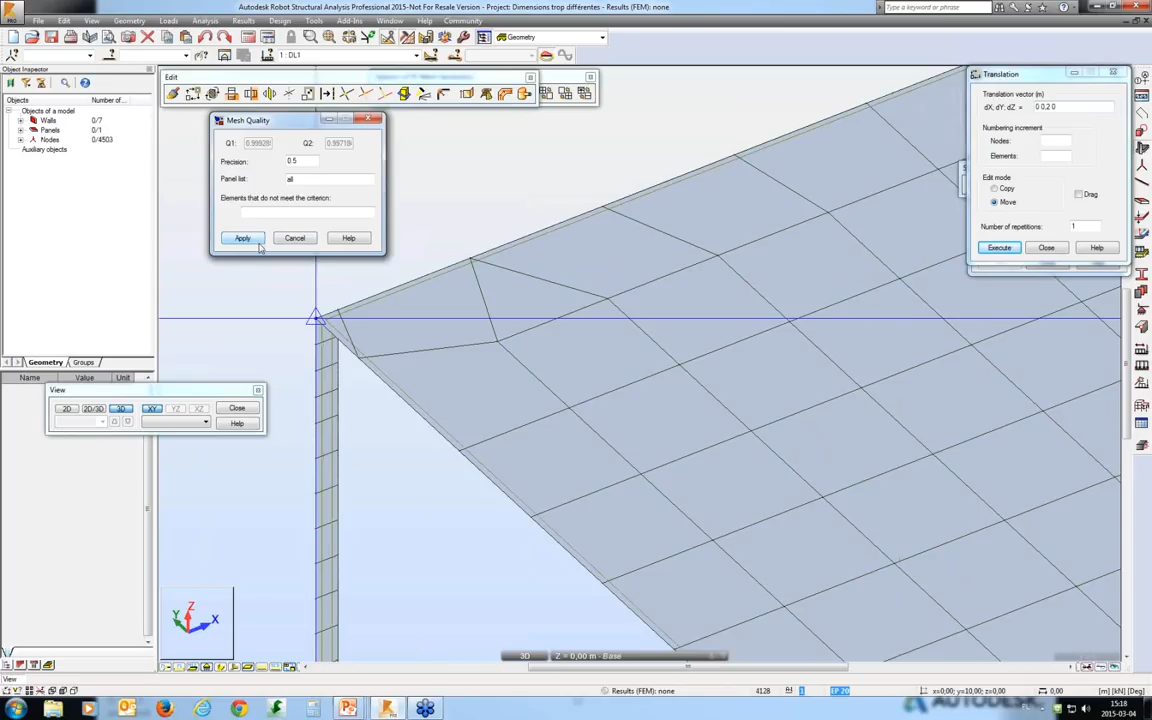 Autodesk Robot Structural Analysis Professional 2015-Not For Resale Version - Project: Dimensions trop différentes - Results (FEM): none
Type a keyword or phrase
File Edit View Geometry Loads Analysis Results Design Tools Add-Ins Window Help Community
Geometry
1 : DL1
Object Inspector
Objects
Number of...
Objects of a model
Walls 0/7
Panels 0/1
Nodes 0/4503
Auxiliary objects
Edit
Mesh Quality
Q1: Q2:
Precision: 0.5
Panel list: all
Elements that do not meet the criterion:
Apply Cancel Help
Translation
Translation vector (m)
dX; dY; dZ = 0 0,2 0
Numbering increment
Nodes:
Elements:
Edit mode
Copy
Move
Drag
Number of repetitions: 1
Execute Close Help
Geometry Groups
Name Value Unit
View
2D 2D/3D 3D XY YZ XZ Close
Help
Z
Y X
3D Z = 0,00 m - Base
View
Results (FEM): none
4128
1
EP 20
x=0,00; y=10,00; z=0,00
0,00
[m] [kN] [Deg]
AUTODESK
15:18
2015-03-04